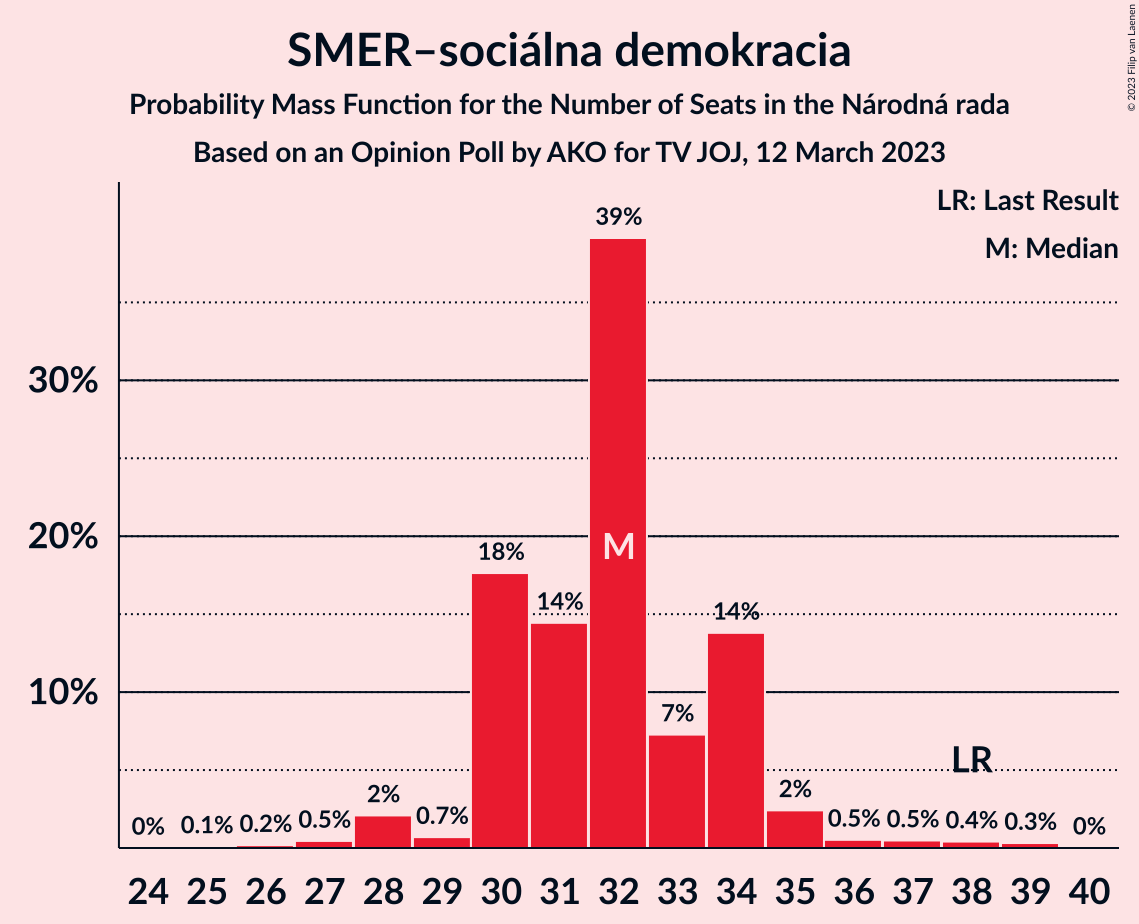 SMER–sociálna demokracia
Probability Mass Function for the Number of Seats in the Národná rada
Based on an Opinion Poll by AKO for TV JOJ, 12 March 2023
© 2023 Filip van Laenen
LR: Last Result
M: Median
39%
30%
20%
M
18%
14%
14%
10%
7%
LR
2%
2%
0% 0.1% 0.2% 0.5% 0.7% 0.5% 0.5% 0.4% 0.3% 0%
24 25 26 27 28 29 30 31 32 33 34 35 36 37 38 39 40